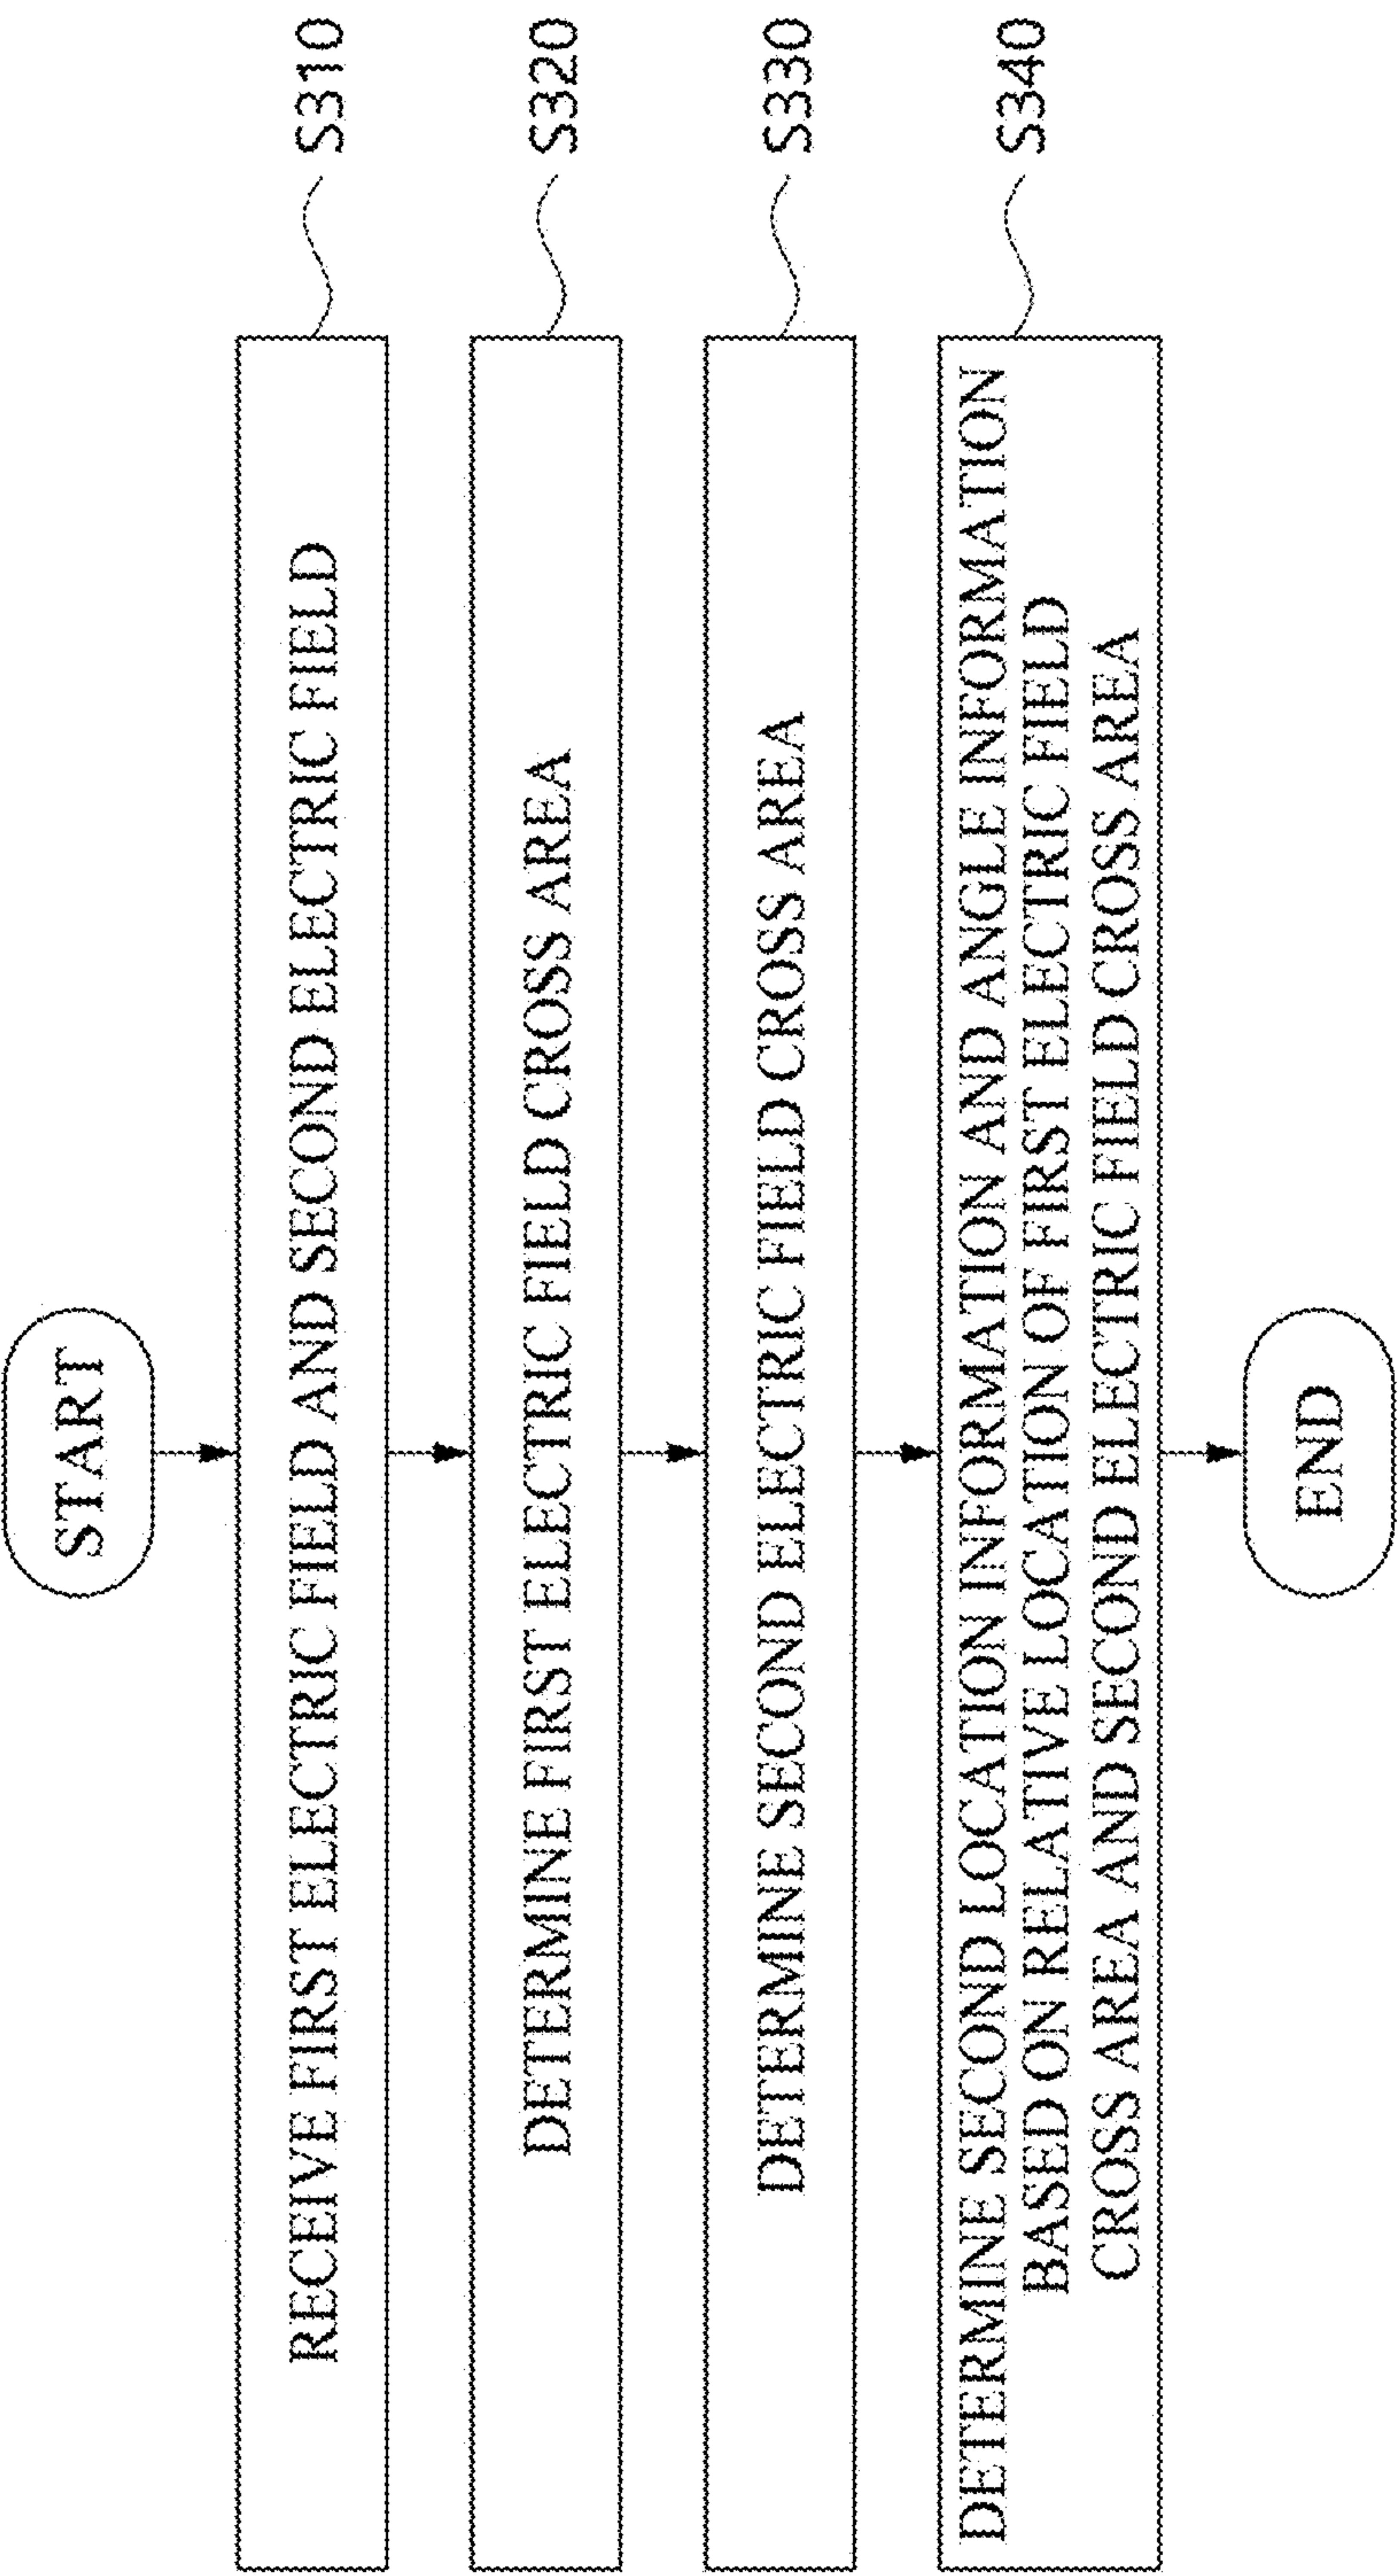 START
RECEIVE FIRST ELECTRIC FIELD AND SECOND ELECTRIC FIELD
S310
DETERMINE FIRST ELECTRIC FIELD CROSS AREA
S320
DETERMINE SECOND ELECTRIC FIELD CROSS AREA
S330
DETERMINE SECOND LOCATION INFORMATION AND ANGLE INFORMATION
BASED ON RELATIVE LOCATION OF FIRST ELECTRIC FIELD
CROSS AREA AND SECOND ELECTRIC FIELD CROSS AREA
S340
END